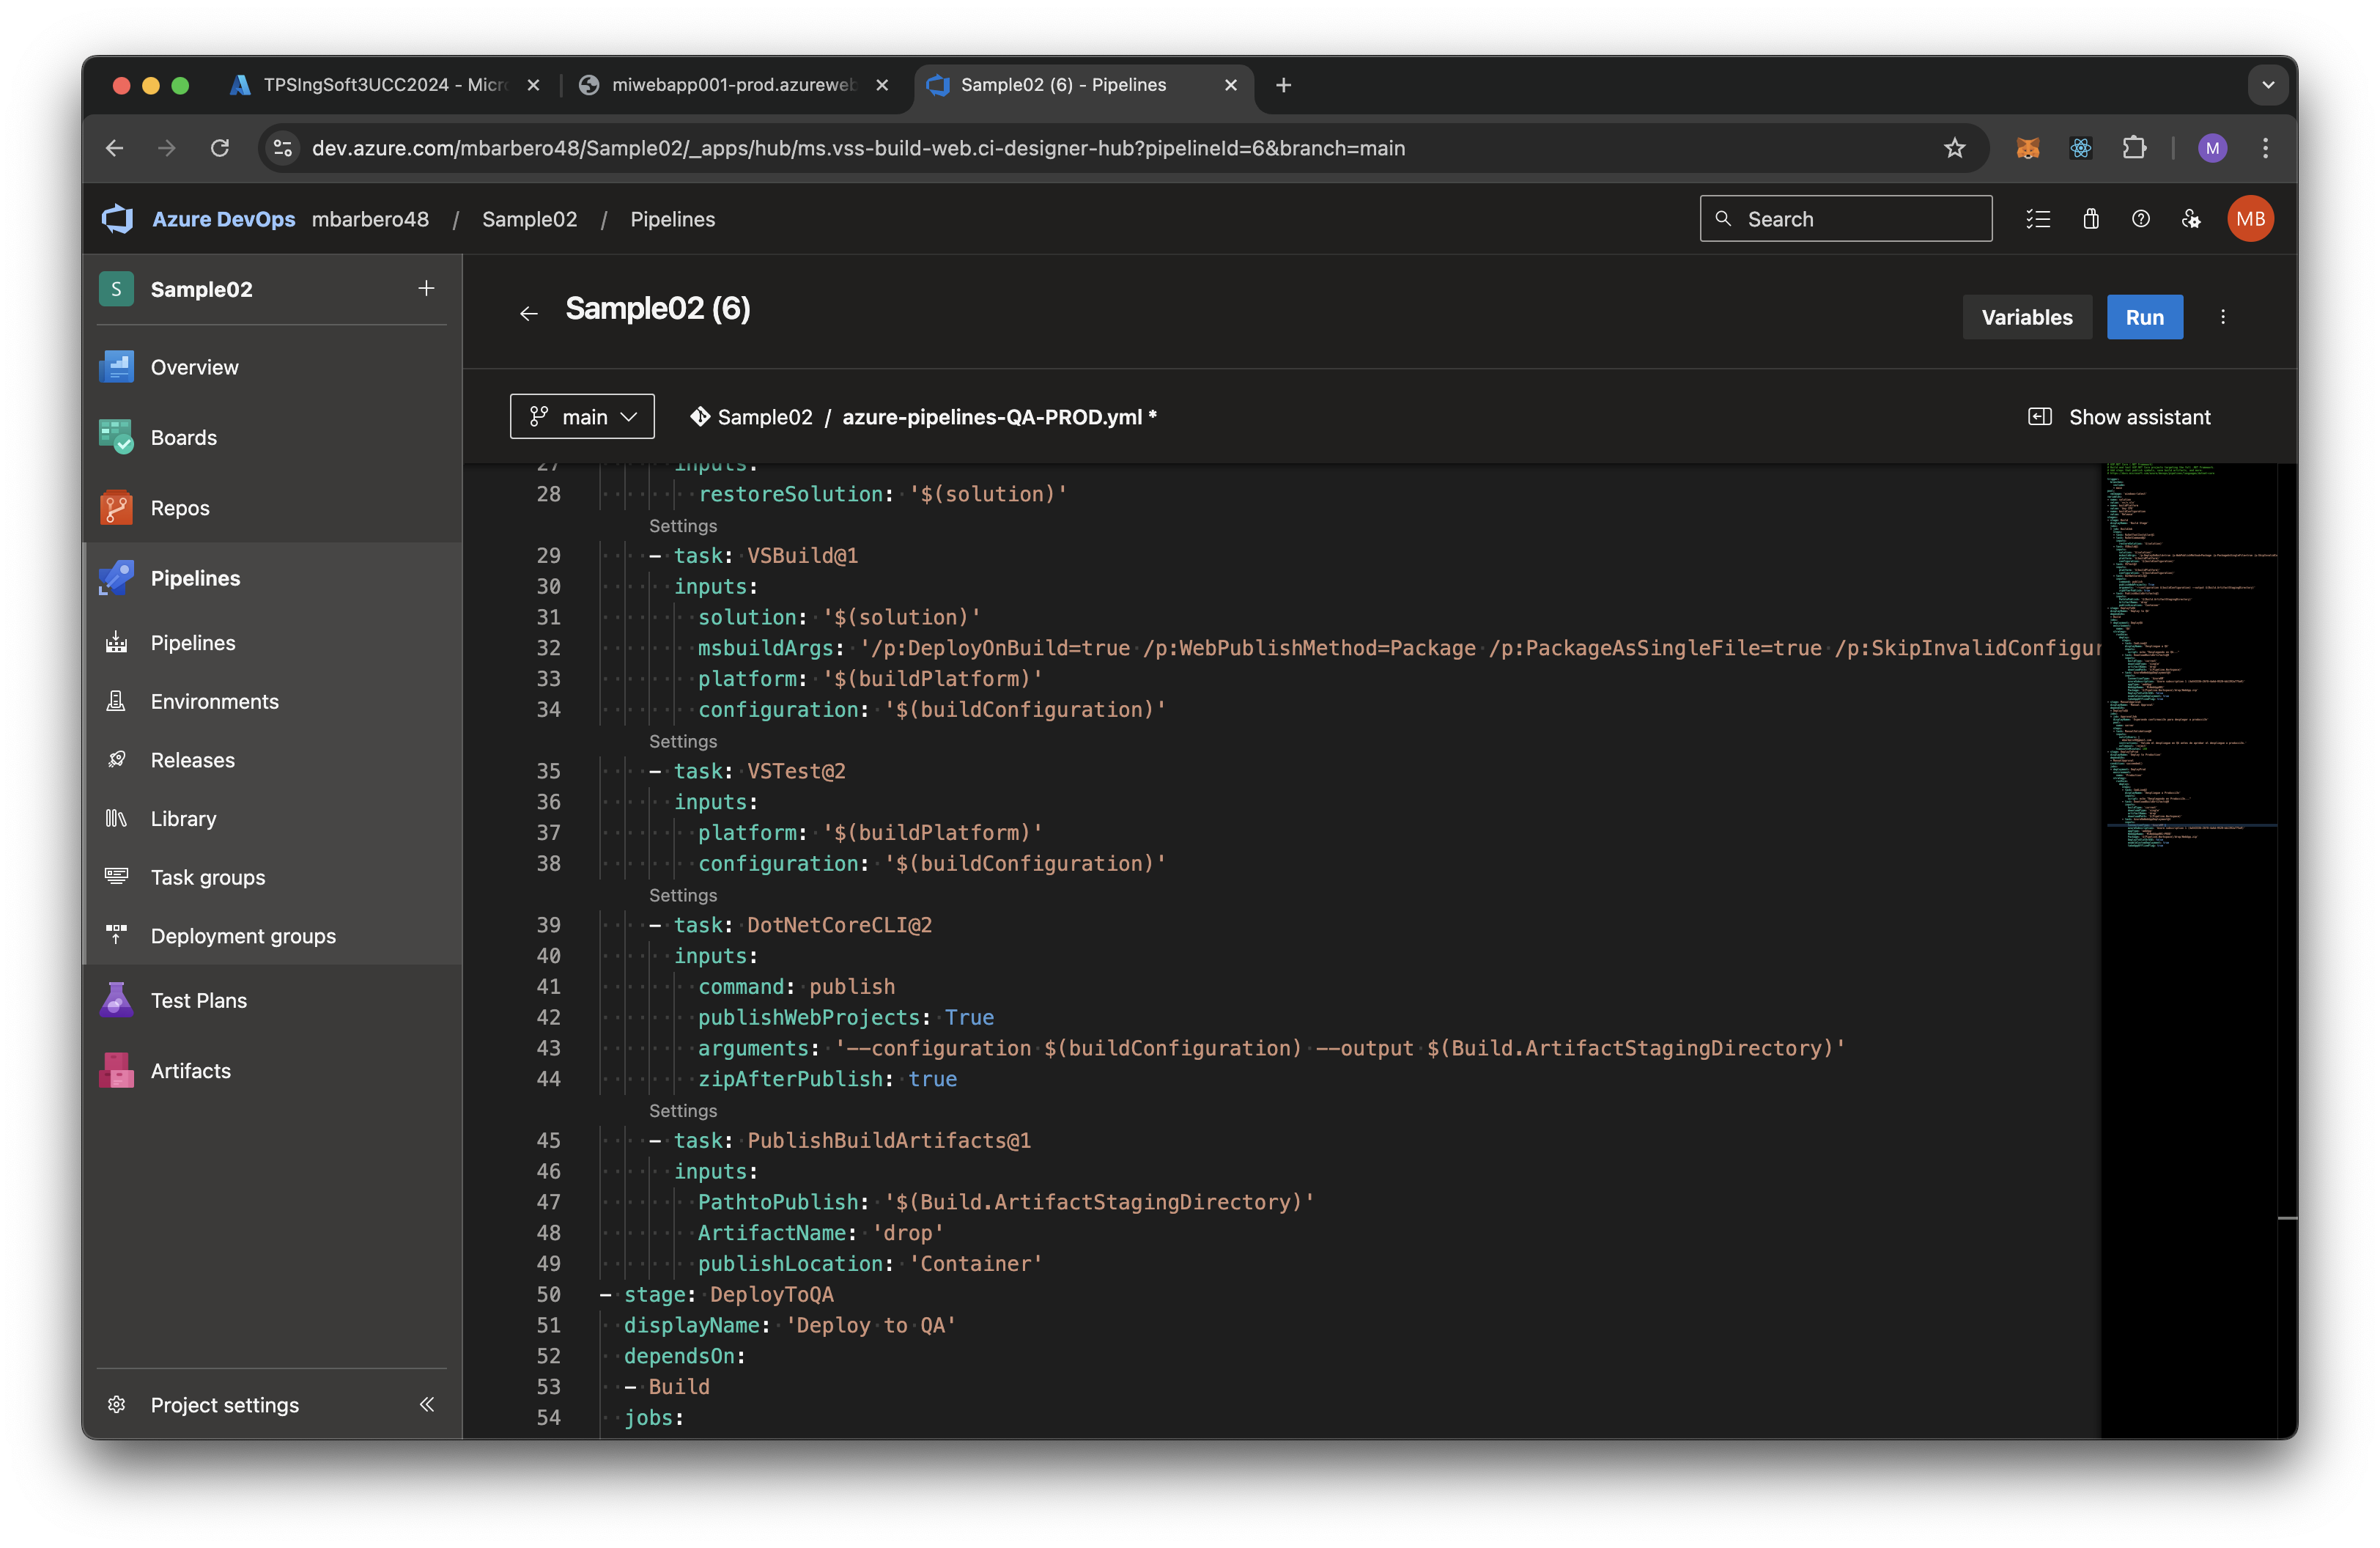 TPSIngSoft3UCC2024 - Micr
miwebapp001-prod.azureweb
Sample02 (6) - Pipelines
dev.azure.com/mbarbero48/Sample02/_apps/hub/ms.vss-build-web.ci-designer-hub?pipelineId=6&branch=main
M
Azure DevOps mbarbero48 / Sample02 / Pipelines
Search
MB
S Sample02
Overview
Boards
Repos
Pipelines
Pipelines
Environments
Releases
Library
Task groups
Deployment groups
Test Plans
Artifacts
Project settings
Sample02 (6)
Variables
Run
main
Sample02 / azure-pipelines-QA-PROD.yml *
Show assistant
27 inputs:
28 restoreSolution: '$(solution)'
Settings
29 - task: VSBuild@1
30 inputs:
31 solution: '$(solution)'
32 msbuildArgs: '/p:DeployOnBuild=true /p:WebPublishMethod=Package /p:PackageAsSingleFile=true /p:SkipInvalidConfigur
33 platform: '$(buildPlatform)'
34 configuration: '$(buildConfiguration)'
Settings
35 - task: VSTest@2
36 inputs:
37 platform: '$(buildPlatform)'
38 configuration: '$(buildConfiguration)'
Settings
39 - task: DotNetCoreCLI@2
40 inputs:
41 command: publish
42 publishWebProjects: True
43 arguments: '--configuration $(buildConfiguration) --output $(Build.ArtifactStagingDirectory)'
44 zipAfterPublish: true
Settings
45 - task: PublishBuildArtifacts@1
46 inputs:
47 PathtoPublish: '$(Build.ArtifactStagingDirectory)'
48 ArtifactName: 'drop'
49 publishLocation: 'Container'
50 - stage: DeployToQA
51 displayName: 'Deploy to QA'
52 dependsOn:
53 - Build
54 jobs: